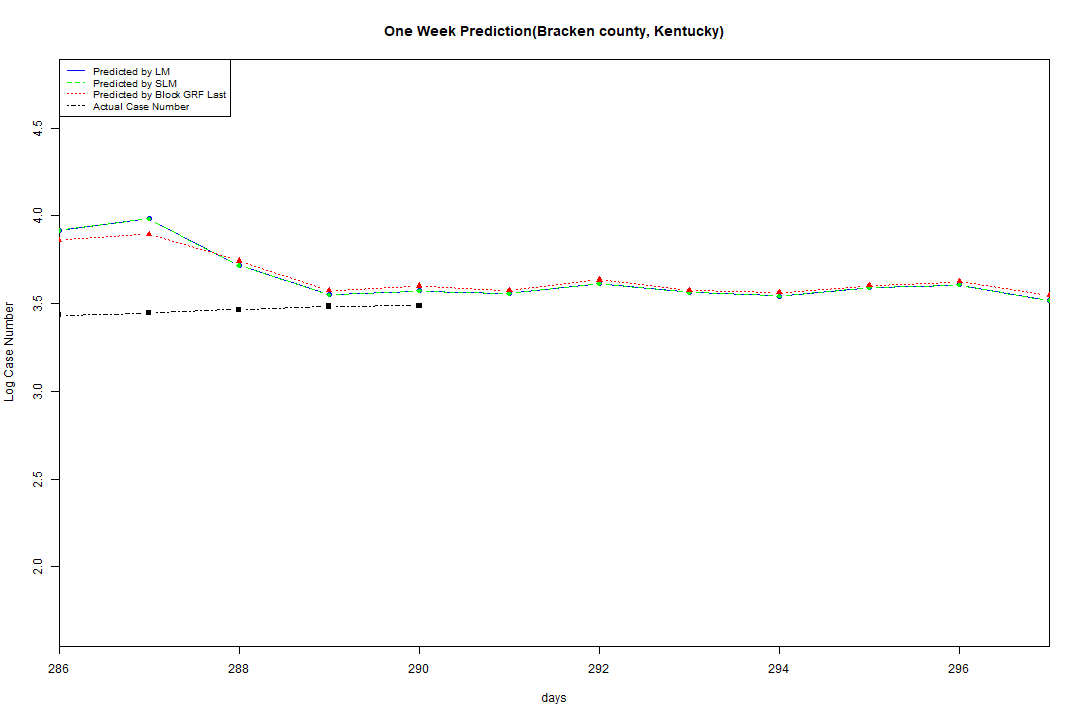 One Week Prediction(Bracken county, Kentucky)
Predicted by LM
Predicted by SLM
Predicted by Block GRF Last
Actual Case Number
4.5
4.0
3.5
3.0
2.5
2.0
Log Case Number
286 288 290 292 294 296
days